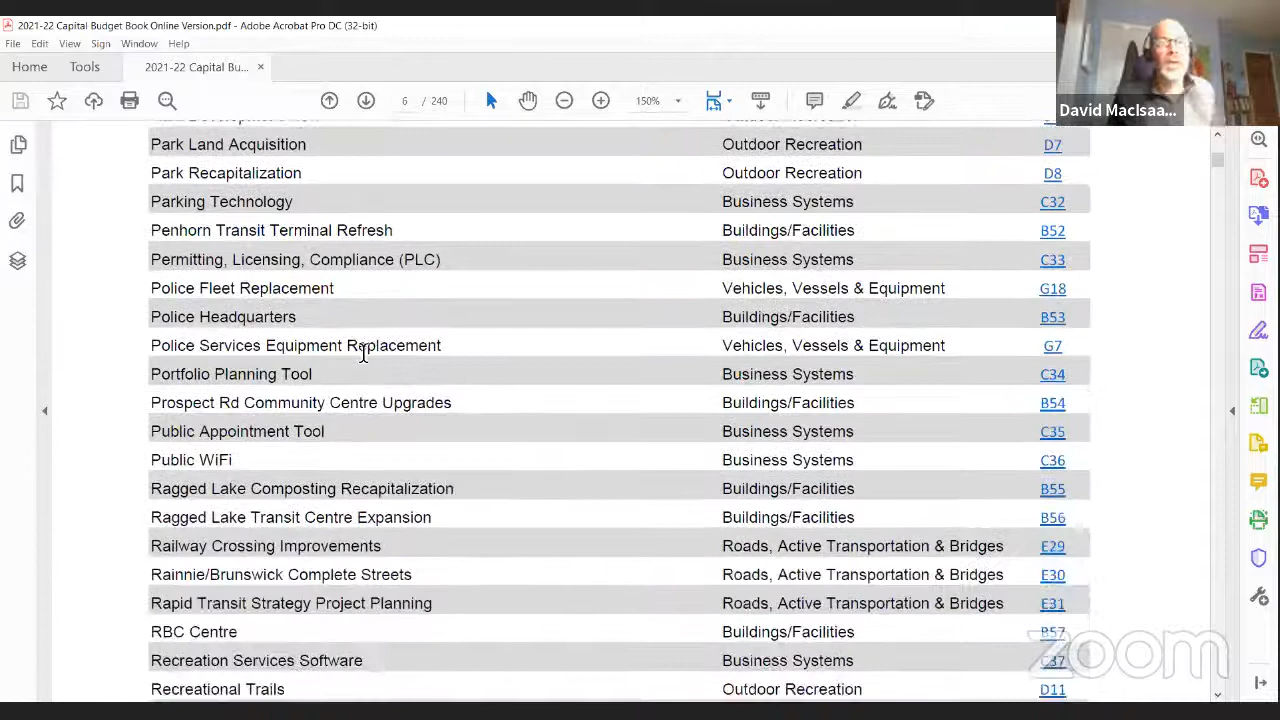 2021-22 Capital Budget Book Online Version.pdf - Adobe Acrobat Pro DC (32-bit)
File Edit View Sign Window Help
Home Tools 2021-22 Capital Bu... ×
6 / 240 150%
David MacIsaa...
Park Land Acquisition Outdoor Recreation D7
Park Recapitalization Outdoor Recreation D8
Parking Technology Business Systems C32
Penhorn Transit Terminal Refresh Buildings/Facilities B52
Permitting, Licensing, Compliance (PLC) Business Systems C33
Police Fleet Replacement Vehicles, Vessels & Equipment G18
Police Headquarters Buildings/Facilities B53
Police Services Equipment Replacement Vehicles, Vessels & Equipment G7
Portfolio Planning Tool Business Systems C34
Prospect Rd Community Centre Upgrades Buildings/Facilities B54
Public Appointment Tool Business Systems C35
Public WiFi Business Systems C36
Ragged Lake Composting Recapitalization Buildings/Facilities B55
Ragged Lake Transit Centre Expansion Buildings/Facilities B56
Railway Crossing Improvements Roads, Active Transportation & Bridges E29
Rainnie/Brunswick Complete Streets Roads, Active Transportation & Bridges E30
Rapid Transit Strategy Project Planning Roads, Active Transportation & Bridges E31
RBC Centre Buildings/Facilities B57
Recreation Services Software Business Systems C37
Recreational Trails Outdoor Recreation D11
zoom